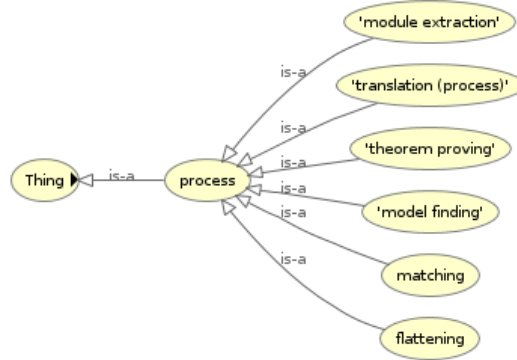 'module extraction'
is-a
'translation (process)'
is-a
'theorem proving'
is-a
Thing
is-a
process
is-a
'model finding'
is-a
matching
is-a
flattening